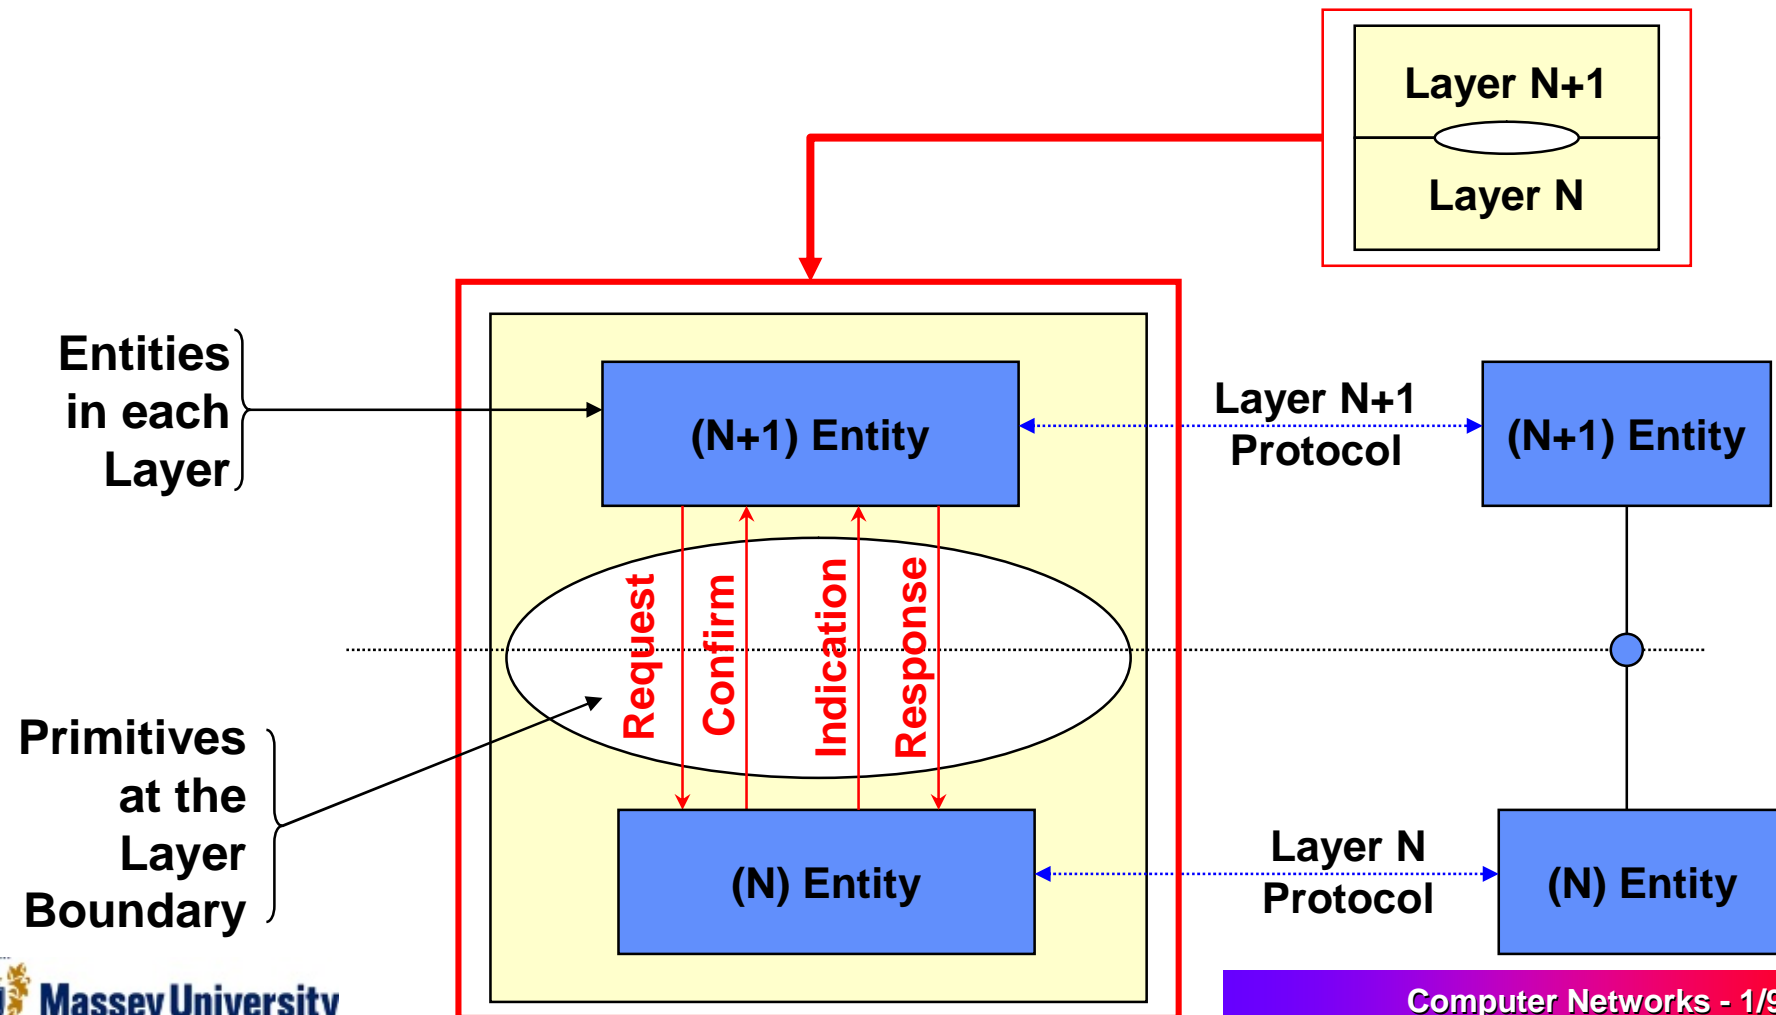 Layer N+1
Layer N
Entities
in each
Layer
(N+1) Entity
Layer N+1
Protocol
(N+1) Entity
Request
Confirm
Indication
Response
Primitives
at the
Layer
Boundary
(N) Entity
Layer N
Protocol
(N) Entity
Massey University
Computer Networks - 1/9